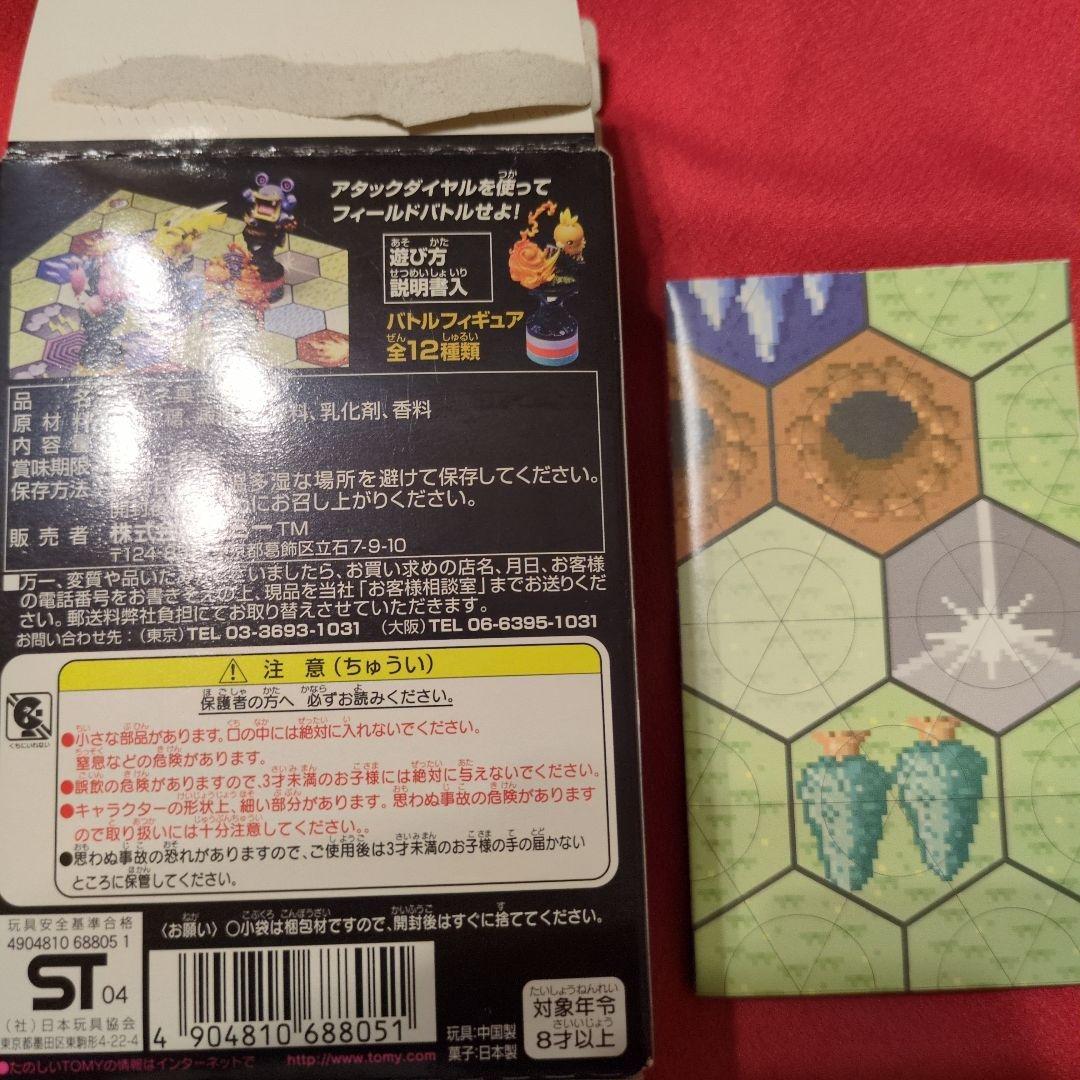 アタックダイヤルを使って
フィールドバトルせよ!
遊び方
説明書入
バトルフィギュア
全12種類
品
原材料 、乳化剤、香料
内容
賞味期限
保存方法 多湿な場所を避けて保存してください。
にお召し上がりください。
販売者: 株式 TM
〒124- 都葛飾区立石7-9-10
■万一、変質や品いた いましたら、お買い求めの店名、月日、お客様
の電話番号をお書きそえの上、現品を当社「お客様相談室」までお送りくだ
さい。郵送料弊社負担にてお取り替えさせていただきます。
お問い合わせ先:(東京)TEL 03-3693-1031 (大阪)TEL 06-6395-1031
注意(ちゅうい)
保護者の方へ 必ずお読みください。
くちにいれない
●小さな部品があります。口の中には絶対に入れないでください。
窒息などの危険があります。
●誤飲の危険がありますので、3才未満のお子様には絶対に与えないでください。
●キャラクターの形状上、細い部分があります。思わぬ事故の危険があります
ので取り扱いには十分注意してください。。
●思わぬ事故の恐れがありますので、ご使用後は3才未満のお子様の手の届かない
ところに保管してください。
玩具安全基準合格
4904810 68805 1
ST 04
(社)日本玩具協会
東京都墨田区東駒形4-22-4
〈お願い〉○小袋は梱包材ですので、開封後はすぐに捨ててください。
4 904810 688051
玩具:中国製
菓子:日本製
対象年令
8才以上
●たのしいTOMYの情報はインターネットで http://www.tomy.com